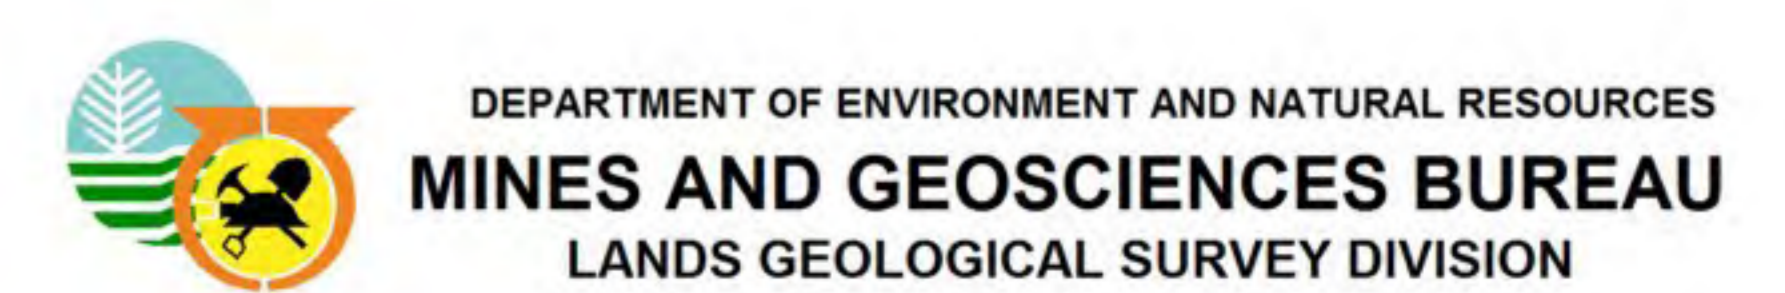 DEPARTMENT OF ENVIRONMENT AND NATURAL RESOURCES
MINES AND GEOSCIENCES BUREAU
LANDS GEOLOGICAL SURVEY DIVISION